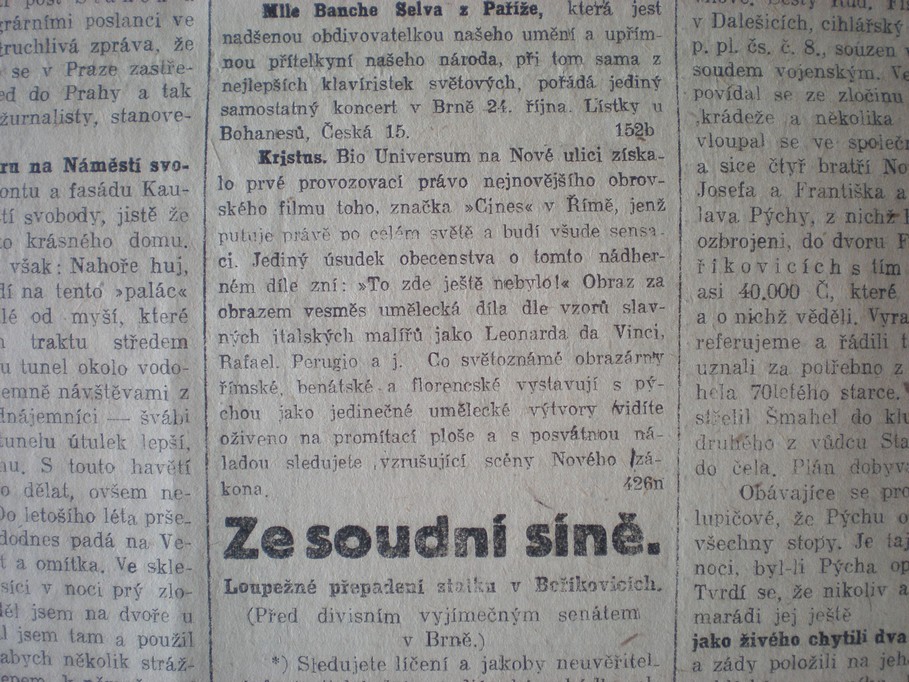 grárními poslanci ve
truchlivá zpráva, že
se v Praze zastře-
ed do Prahy a tak
žurnalisty, stanove-
rn na Náměstí svo-
ontu a fasádu Kau-
tí svobody, jistě že
to krásného domu.
však: Nahoře huj,
dí na tento »palác«
lé od myší, které
traktu středem
u tunel okolo vodo-
emně návštěvami z
dnájemníci — švábi
tunelu útulek lepší,
nu. S touto havětí
o dělat, ovšem ne-
Do letošího léta prše-
dodnes padá na Ve-
t a omítka. Ve skle-
síci v noci prý zlo-
ěl jsem na dvoře u
l jsem tam a použil
abych několik stráž-
Mlle Banche Selva z Paříže, která jest
nadšenou obdivovatelkou našeho umění a upřím-
nou přítelkyní našeho národa, při tom sama z
nejlepších klavíristek světových, pořádá jediný
samostatný koncert v Brně 24. října. Lístky u
Bohanesů, Česká 15. 152b
Krjstus. Bio Universum na Nové ulici získa-
lo prvé provozovací právo nejnovějšího obrov-
ského filmu toho. značka »Cjnes« v Římě, jenž
putuje právě po celém světě a budí všude sensa-
ci. Jediný úsudek obecenstva o tomto nádher-
ném díle zní: »To zde ještě nebylo!« Obraz za
obrazem vesměs umělecká díla dle vzorů slav-
ných italských malířů jako Leonarda da Vinci,
Rafael. Perugio a j. Co světoznámé obrazárny
římské, benátské a florencské vystavují s pý-
chou jako jedinečné umělecké výtvory vidíte
oživeno na promítací ploše a s posvátnou ná-
ladou sledujete vzrušující scény Nového zá-
kona. 426n
Ze soudní síně.
Loupežné přepadení statku v Beřikovicích.
(Před divisním vyjímečným senátem
v Brně.)
*) Sledujete líčení a jakoby neuvěřitel-
v Dalešicích, cihlářský
p. pl. čs. č. 8., souzen v
soudem vojenským. Ve
povídal se ze zločinu
krádeže a několika
vloupal se ve společn
a sice čtyř bratří No
Josefa a Františka a
lava Pýchy, z nichž
ozbrojeni, do dvoru F
říkovicích s tím
asi 40.000 Č, které
a o nichž věděli. Vyra
referujeme a řádili t
uznali za potřebno z
hela 70letého starce.
střelil Šmahel do klu
druhého z vůdců Sta
do čela. Plán dobyva
Obávajíce se pro
lupičové, že Pýchu o
všechny stopy. Je taj
noci, byl-li Pýcha op
Tvrdí se, že nikoliv a
marádi jej ještě
jako živého chytili dva
a zády položili na jeh